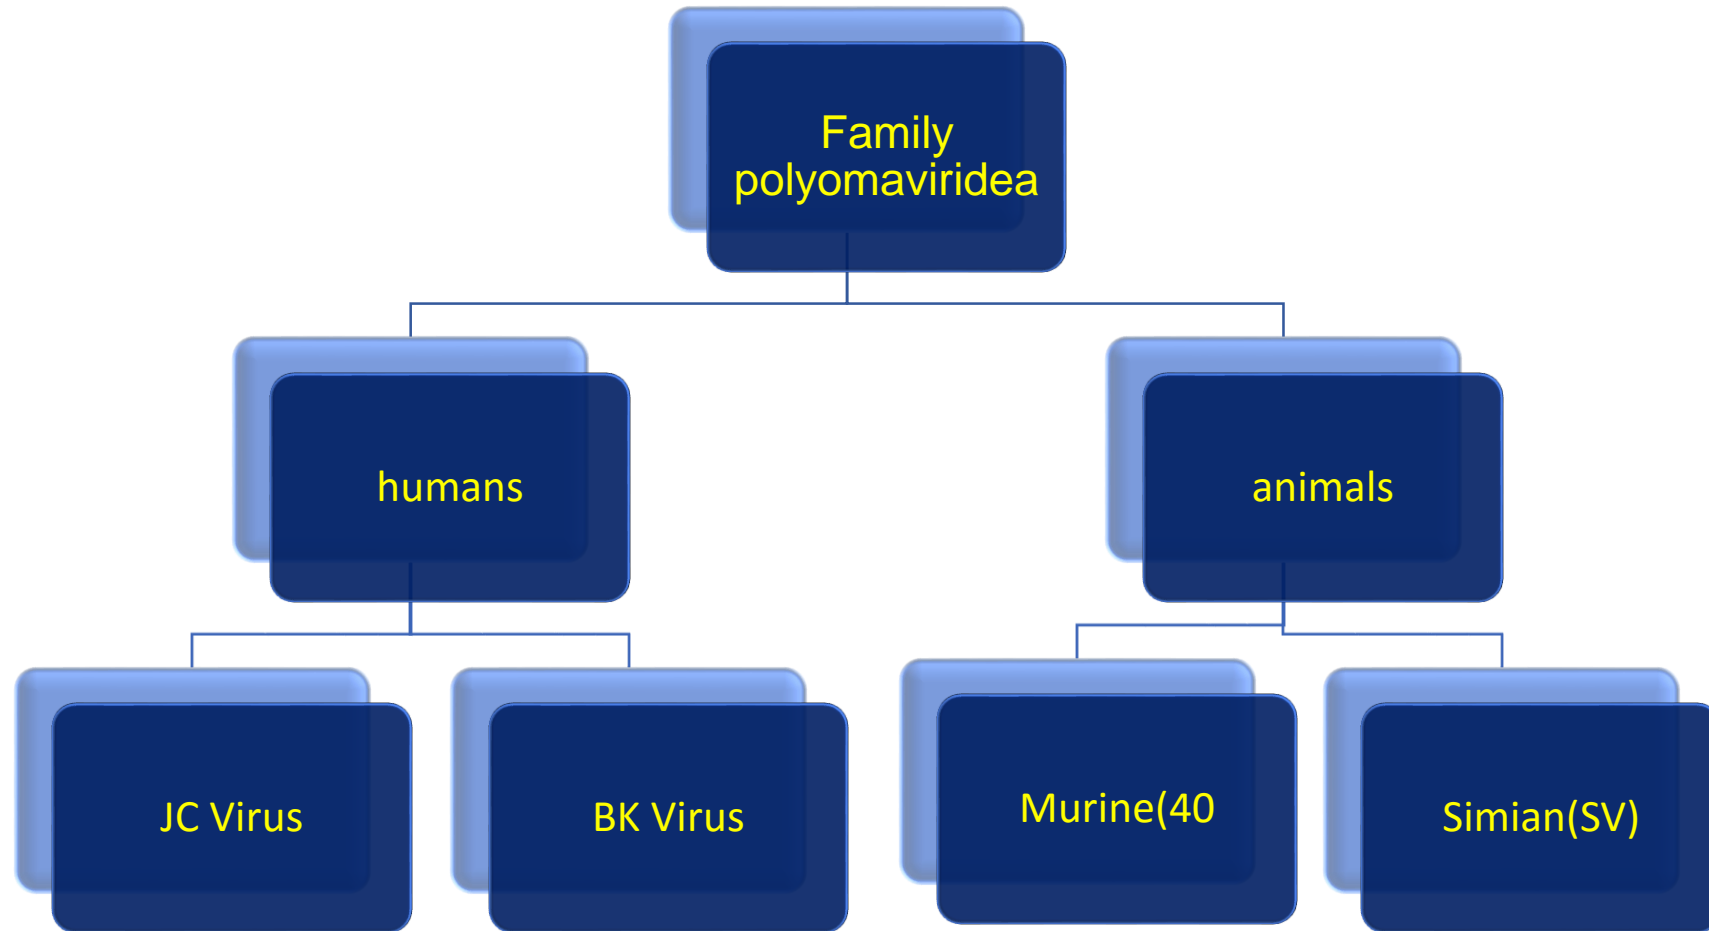 Family
polyomaviridea
humans
animals
JC Virus
BK Virus
Murine(40
Simian(SV)